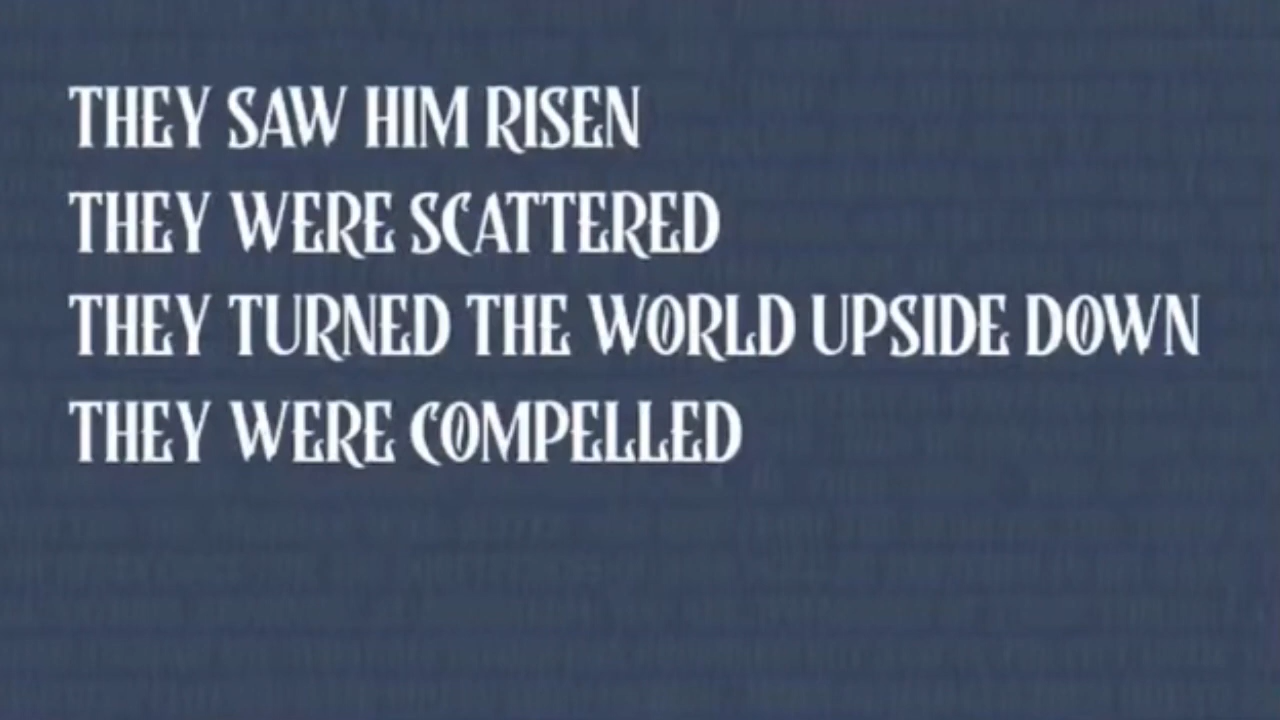 THEY SAW HIM RISEN
THEY WERE SCATTERED
THEY TURNED THE WORLD UPSIDE DOWN
THEY WERE COMPELLED